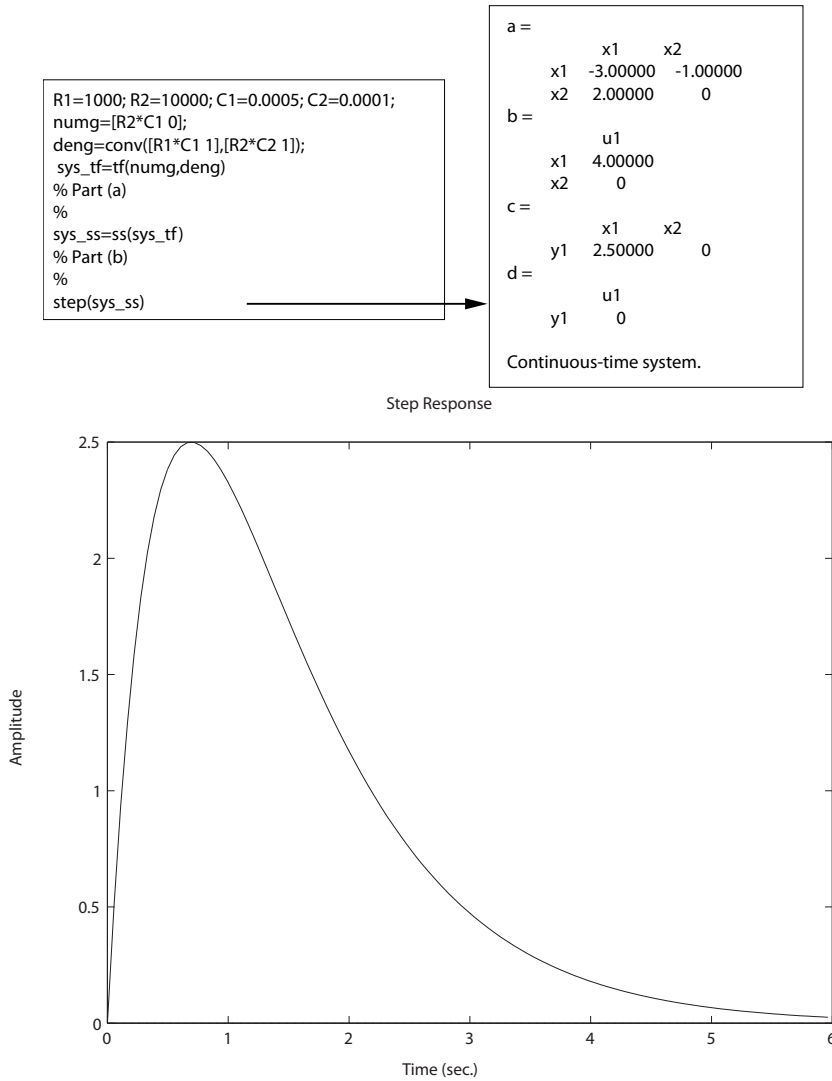 R1=1000; R2=10000; C1=0.0005; C2=0.0001;
numg=[R2*C1 0];
deng=conv([R1*C1 1],[R2*C2 1]);
sys_tf=tf(numg,deng)
% Part (a)
%
sys_ss=ss(sys_tf)
% Part (b)
%
step(sys_ss)
a =
x1 x2
x1 -3.00000 -1.00000
x2 2.00000 0
b =
u1
x1 4.00000
x2 0
c =
x1 x2
y1 2.50000 0
d =
u1
y1 0
Continuous-time system.
Step Response
2.5
2
1.5
1
0.5
0
Amplitude
0 1 2 3 4 5 6
Time (sec.)